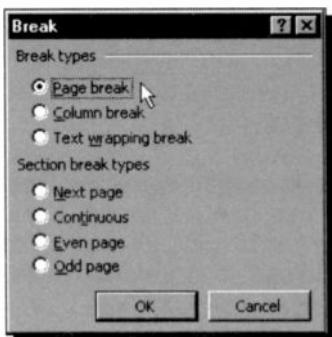 Break
Break types
Page break
Column break
Text wrapping break
Section break types
Next page
Continuous
Even page
Odd page
OK Cancel